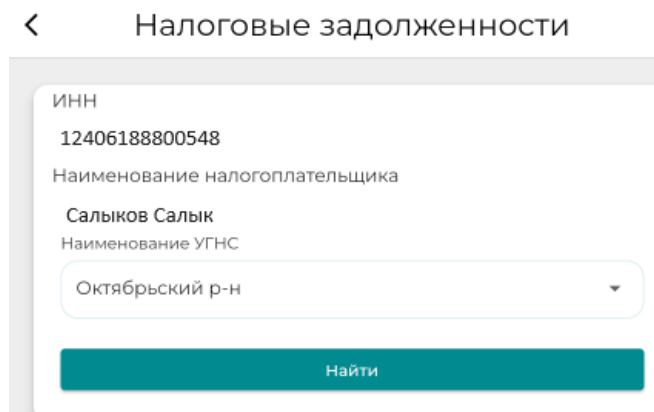 Налоговые задолженности
ИНН
12406188800548
Наименование налогоплательщика
Салыков Салык
Наименование УГНС
Октябрьский р-н
Найти